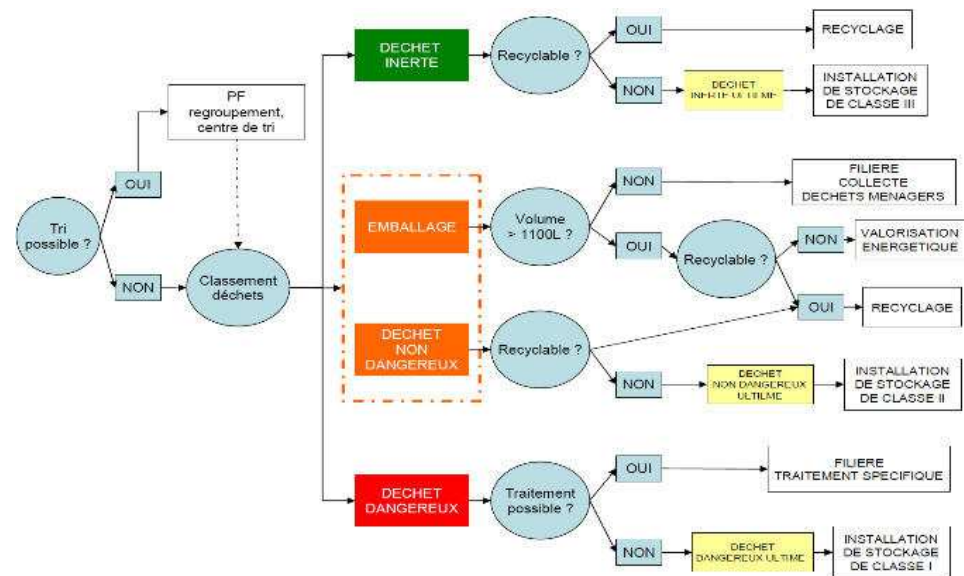 Tri
possible ?
OUI
NON
PF
regroupement,
centre de tri
Classement
déchets
DECHET
INERTE
Recyclable ?
OUI
RECYCLAGE
NON
DECHET
INERTE ULTIME
INSTALLATION
DE STOCKAGE
DE CLASSE III
EMBALLAGE
Volume
> 1100L ?
NON
FILIERE
COLLECTE
DECHETS MENAGERS
OUI
Recyclable ?
NON
VALORISATION
ENERGETIQUE
OUI
RECYCLAGE
DECHET
NON
DANGEREUX
Recyclable ?
NON
DECHET
NON DANGEREUX
ULTILME
INSTALLATION
DE STOCKAGE
DE CLASSE II
DECHET
DANGEREUX
Traitement
possible ?
OUI
FILIERE
TRAITEMENT SPECIFIQUE
NON
DECHET
DANGEREUX ULTIME
INSTALLATION
DE STOCKAGE
DE CLASSE I